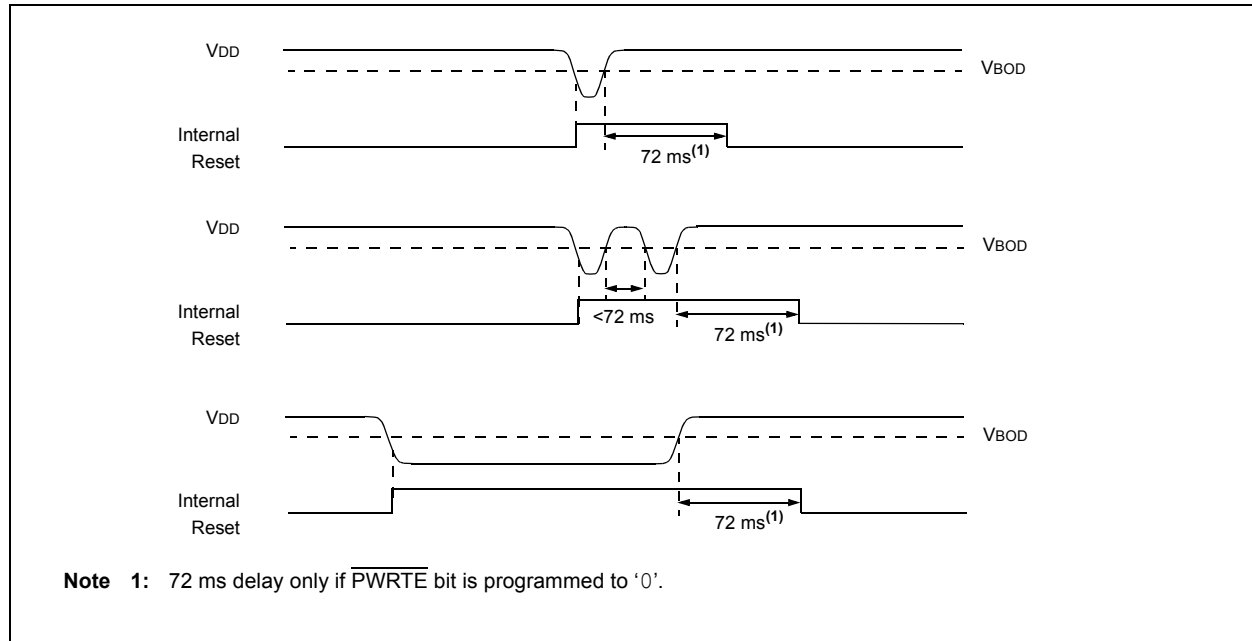 VDD
VBOD
Internal
Reset
72 ms(1)
VDD
VBOD
Internal
Reset
<72 ms
72 ms(1)
VDD
VBOD
Internal
Reset
72 ms(1)
Note 1: 72 ms delay only if PWRTE bit is programmed to ‘0’.